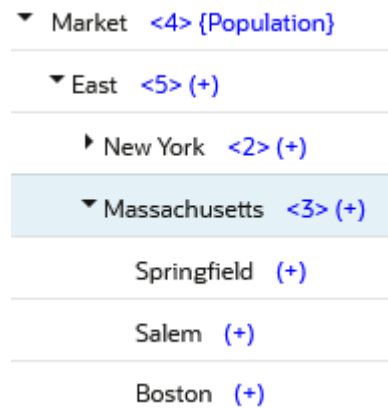 Market <4> {Population}
East <5> (+)
New York <2> (+)
Massachusetts <3> (+)
Springfield (+)
Salem (+)
Boston (+)